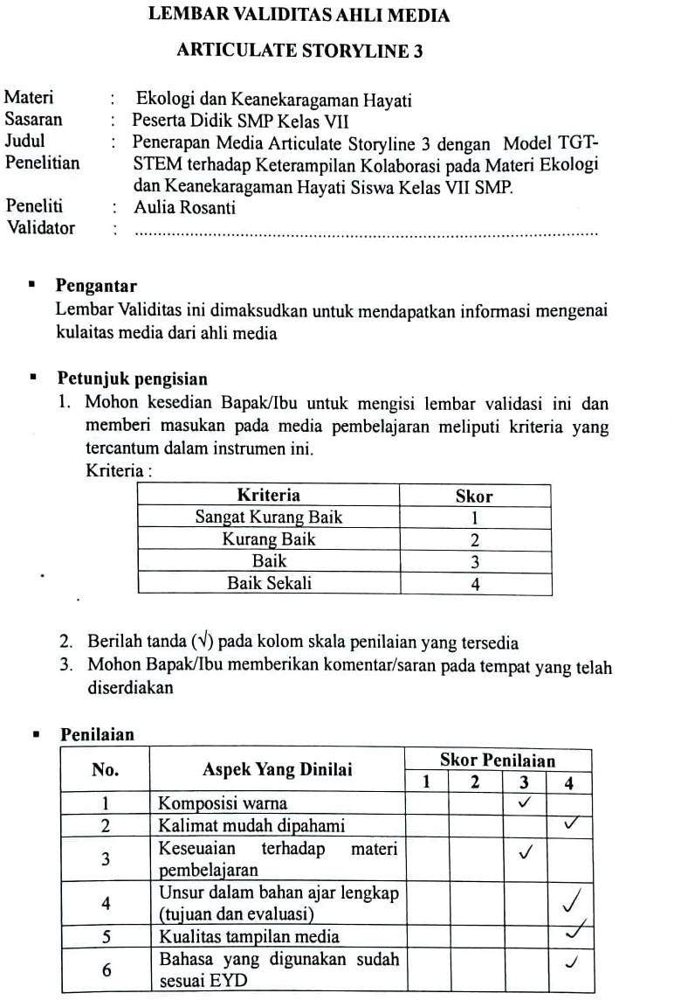 LEMBAR VALIDITAS AHLI MEDIA
ARTICULATE STORYLINE 3
Materi : Ekologi dan Keanekaragaman Hayati
Sasaran : Peserta Didik SMP Kelas VII
Judul : Penerapan Media Articulate Storyline 3 dengan Model TGT-
Penelitian STEM terhadap Keterampilan Kolaborasi pada Materi Ekologi
dan Keanekaragaman Hayati Siswa Kelas VII SMP.
Peneliti : Aulia Rosanti
Validator : ....................................................................................................
▪ Pengantar
Lembar Validitas ini dimaksudkan untuk mendapatkan informasi mengenai
kulaitas media dari ahli media
▪ Petunjuk pengisian
1. Mohon kesedian Bapak/Ibu untuk mengisi lembar validasi ini dan
memberi masukan pada media pembelajaran meliputi kriteria yang
tercantum dalam instrumen ini.
Kriteria :
Kriteria Skor
Sangat Kurang Baik 1
Kurang Baik 2
Baik 3
Baik Sekali 4
2. Berilah tanda (√) pada kolom skala penilaian yang tersedia
3. Mohon Bapak/Ibu memberikan komentar/saran pada tempat yang telah
diserdiakan
▪ Penilaian
No. Aspek Yang Dinilai Skor Penilaian
1 2 3 4
1 Komposisi warna ✓
2 Kalimat mudah dipahami ✓
3 Keseuaian terhadap materi ✓
pembelajaran
4 Unsur dalam bahan ajar lengkap ✓
(tujuan dan evaluasi)
5 Kualitas tampilan media ✓
6 Bahasa yang digunakan sudah ✓
sesuai EYD